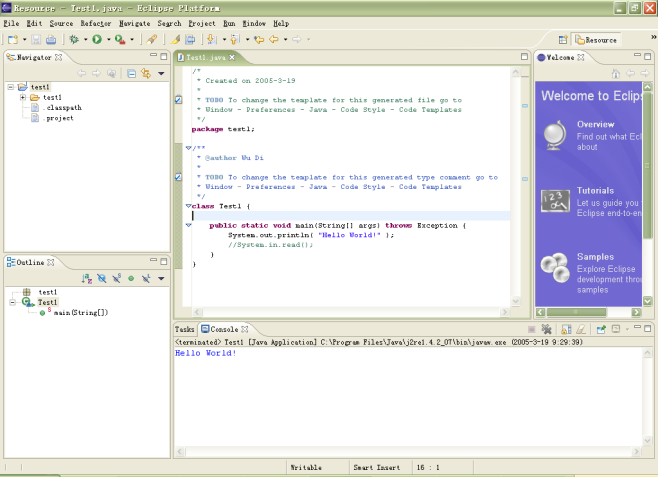 Resource - Test1.java - Eclipse Platform
File Edit Source Refactor Navigate Search Project Run Window Help
Resource
Navigator
test1
test1
.classpath
.project
Outline
test1
Test1
main(String[])
Test1.java
/*
* Created on 2005-3-19
*
* TODO To change the template for this generated file go to
* Window - Preferences - Java - Code Style - Code Templates
*/
package test1;
/**
* @author Wu Di
*
* TODO To change the template for this generated type comment go to
* Window - Preferences - Java - Code Style - Code Templates
*/
class Test1 {
public static void main(String[] args) throws Exception {
System.out.println( "Hello World!" );
//System.in.read();
}
}
Welcome
Welcome to Eclips
Overview
Find out what Ecl
about
Tutorials
Let us guide you
Eclipse end-to-en
Samples
Explore Eclipse
development throu
samples
Tasks Console
<terminated> Test1 [Java Application] C:\Program Files\Java\j2re1.4.2_07\bin\javaw.exe (2005-3-19 9:29:39)
Hello World!
Writable Smart Insert 16 : 1